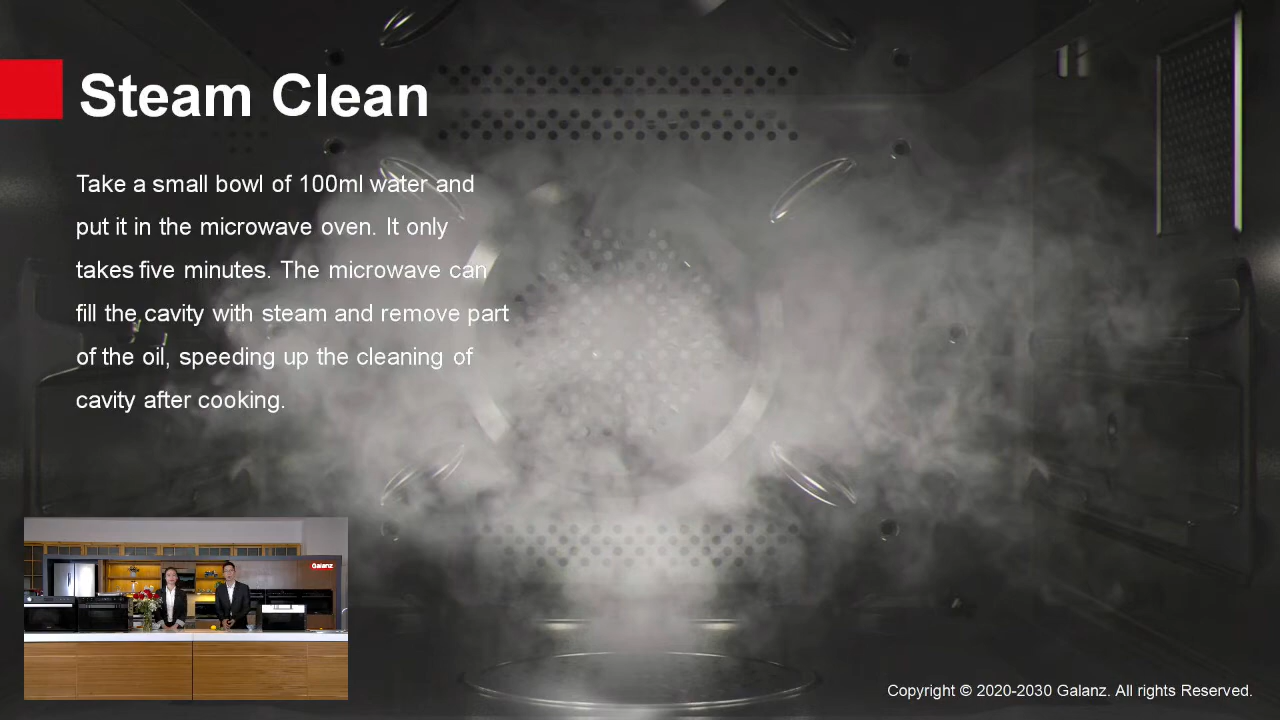 Steam Clean
Take a small bowl of 100ml water and
put it in the microwave oven. It only
takes five minutes. The microwave can
fill the cavity with steam and remove part
of the oil, speeding up the cleaning of
cavity after cooking.
Galanz
Copyright © 2020-2030 Galanz. All rights Reserved.